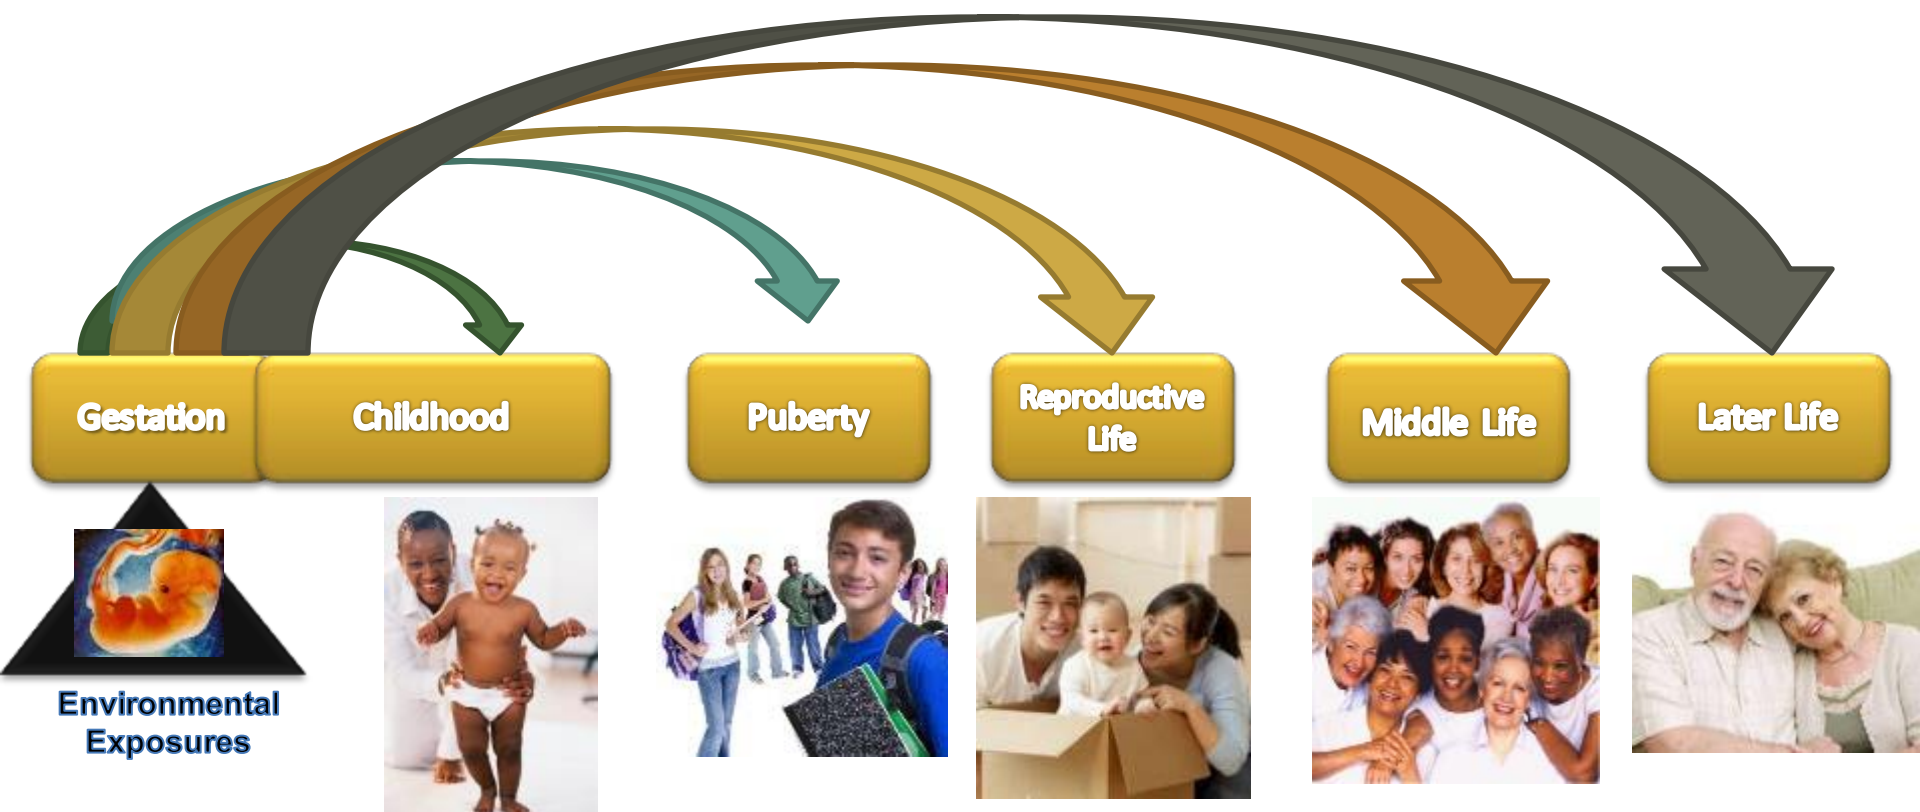 Gestation
Childhood
Puberty
Reproductive
Life
Middle Life
Later Life
Environmental
Exposures